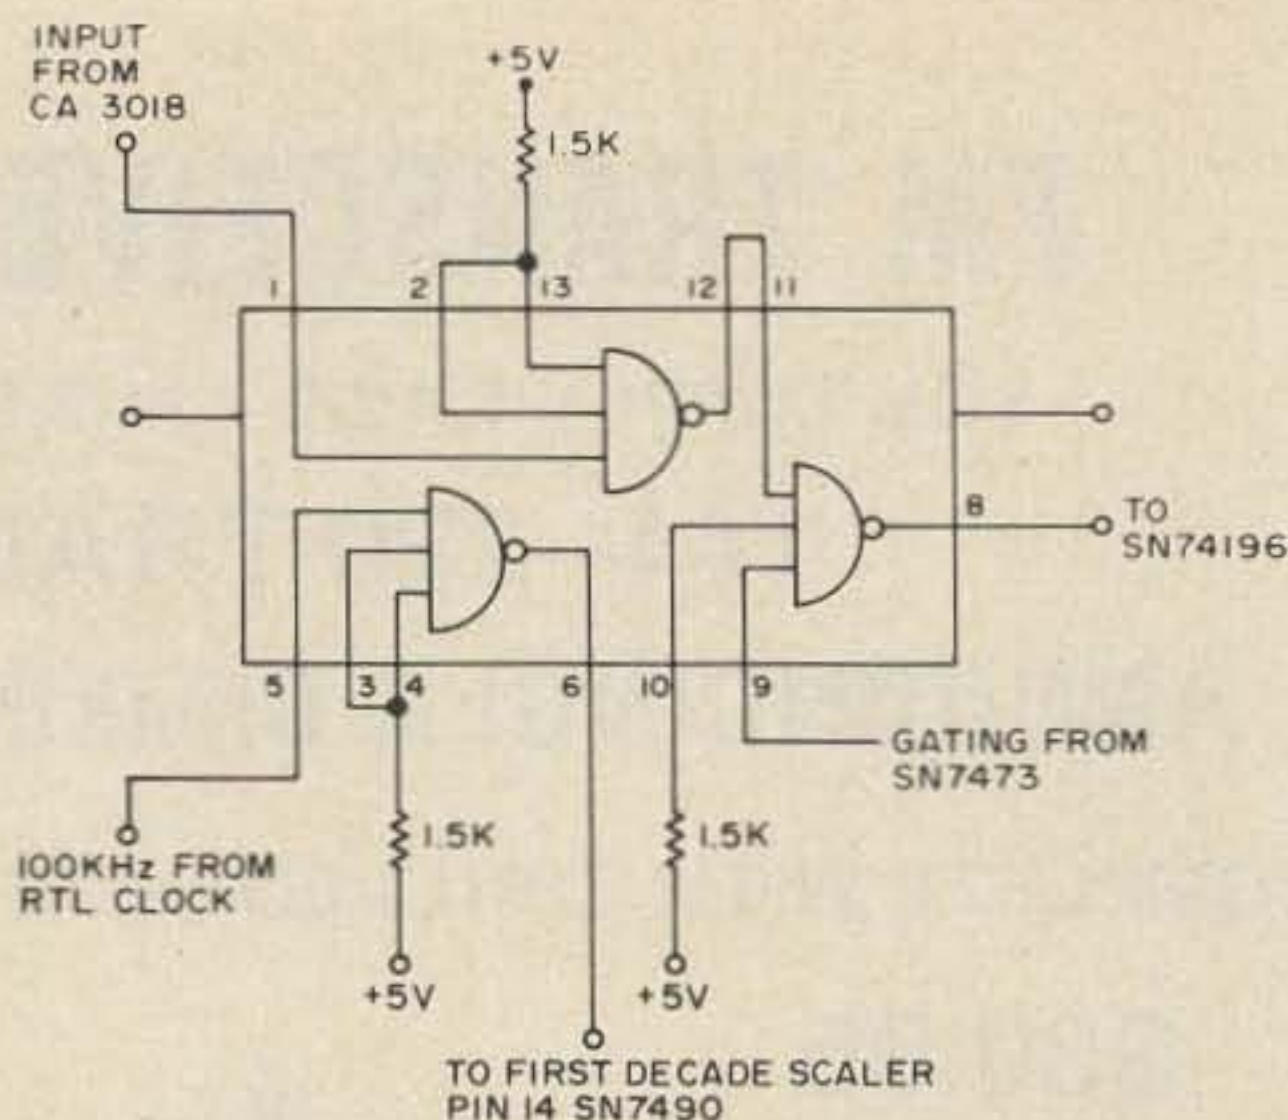 INPUT
FROM
CA 3018
+5V
1.5K
1
2
13
12
11
8
TO
SN74196
5
3
4
6
10
9
GATING FROM
SN7473
1.5K
1.5K
100KHz FROM
RTL CLOCK
+5V
+5V
TO FIRST DECADE SCALER
PIN 14 SN7490